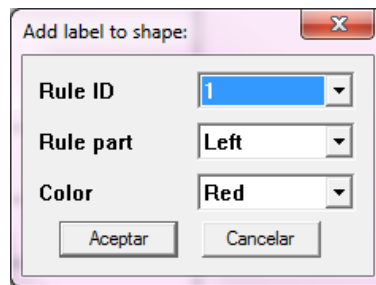 Add label to shape:
Rule ID 1
Rule part Left
Color Red
Aceptar Cancelar